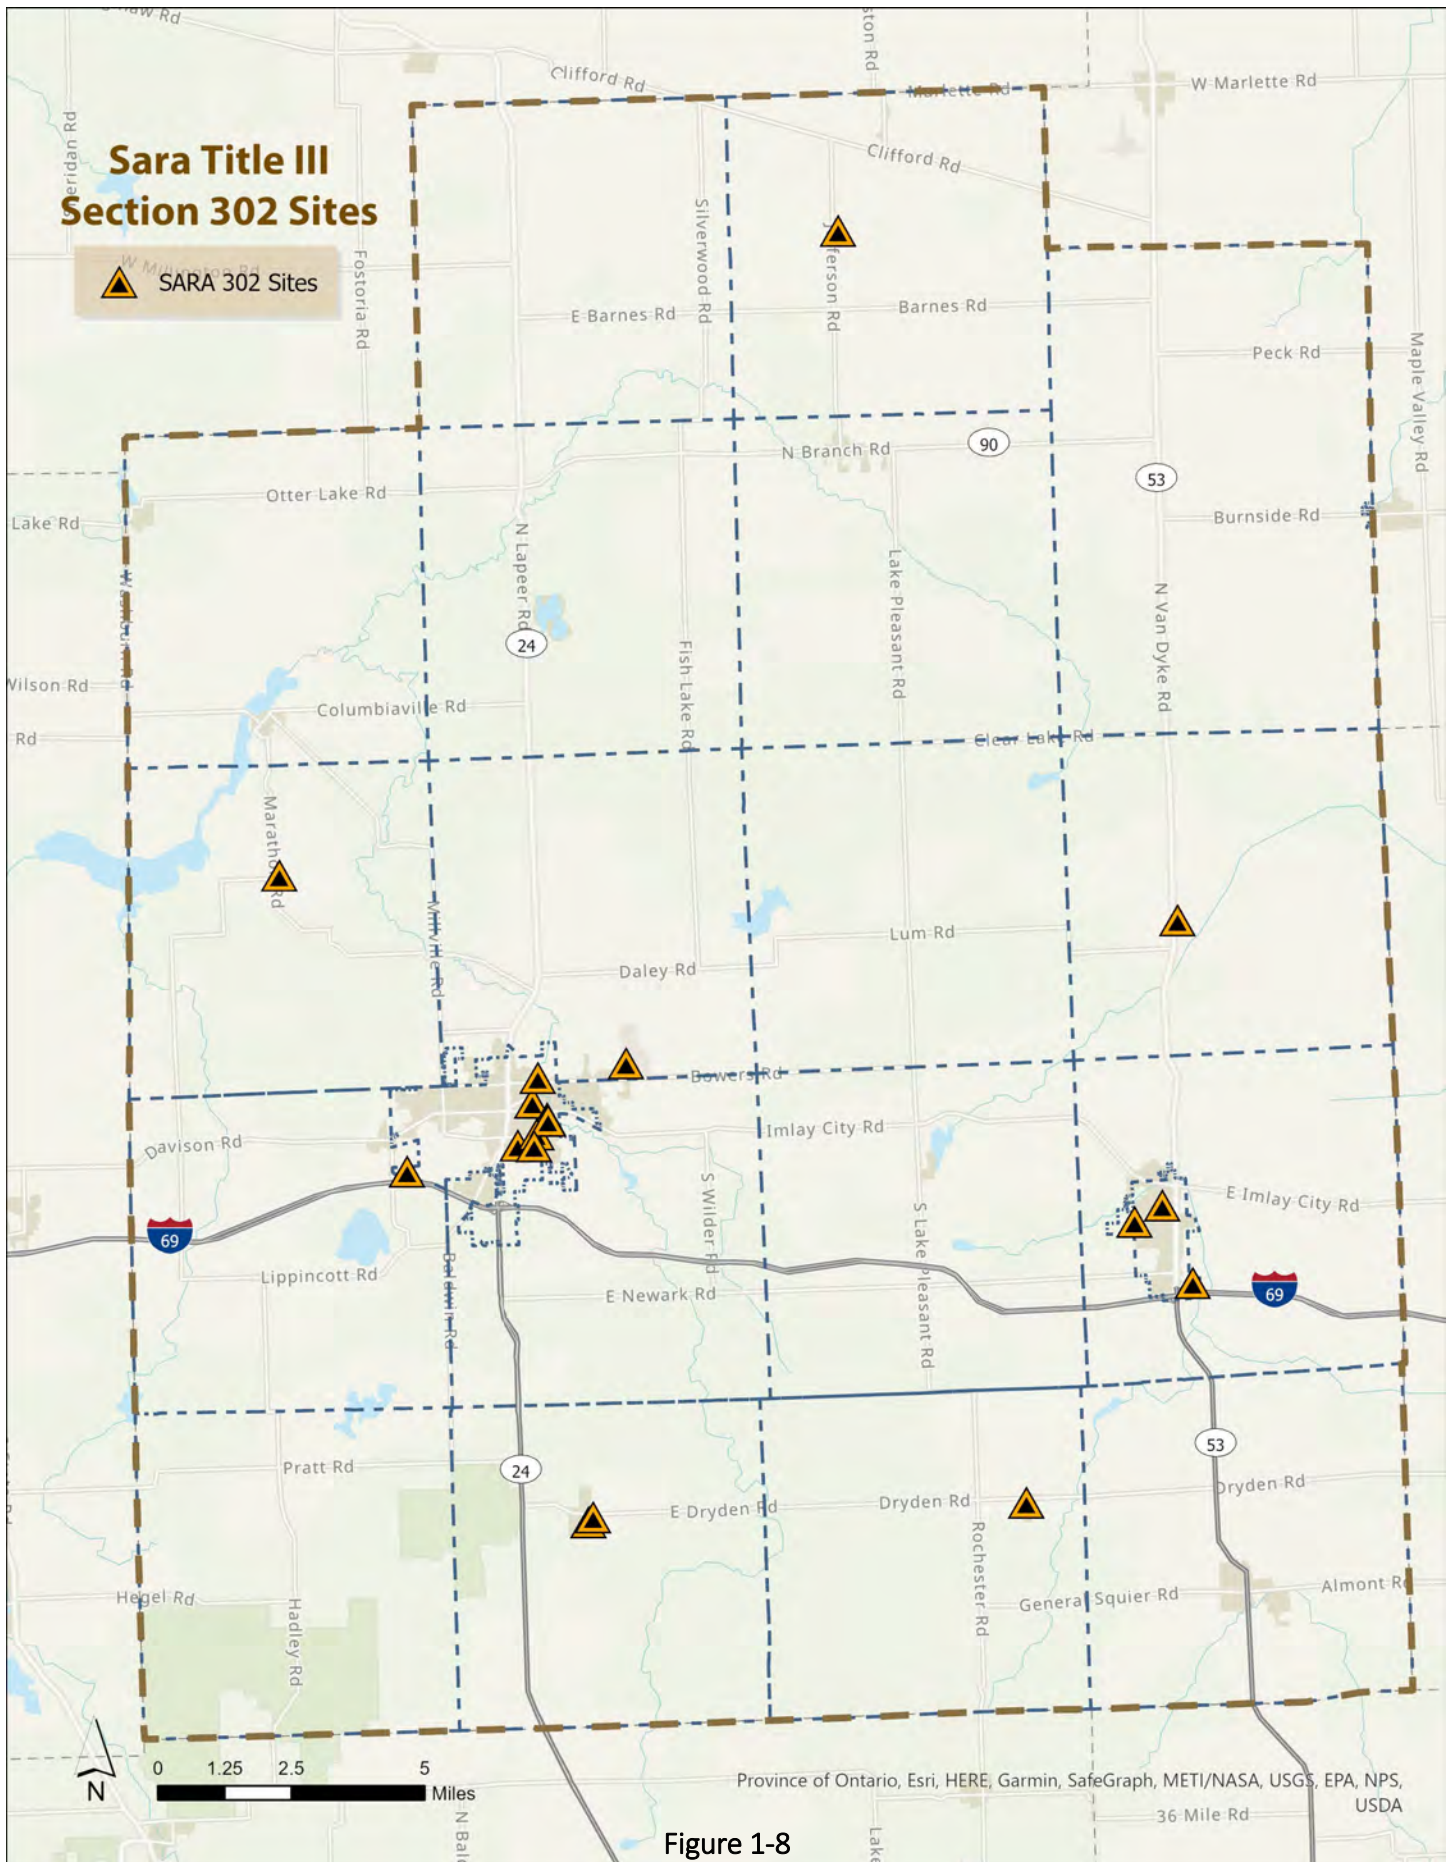 Clifford Rd
Marlette Rd
W Marlette Rd
Sara Title III
Section 302 Sites
SARA 302 Sites
Clifford Rd
Fostoria Rd
Silverwood Rd
E Barnes Rd
Barnes Rd
Peck Rd
Maple Valley Rd
N Branch Rd
90
53
Otter Lake Rd
Lake Rd
Burnside Rd
N Lapeer Rd
24
Lake Pleasant Rd
N Van Dyke Rd
Fish Lake Rd
Wilson Rd
Columbiaville Rd
Rd
Clear Lake Rd
Millville Rd
Lum Rd
Daley Rd
Bowers Rd
Davison Rd
Imlay City Rd
S Wilder Rd
S Lake Pleasant Rd
E Imlay City Rd
69
Lippincott Rd
Baldwin Rd
E Newark Rd
69
Pratt Rd
24
53
E Dryden Rd
Dryden Rd
Dryden Rd
Rochester Rd
Hegel Rd
Hadley Rd
General Squier Rd
Almont Rd
N
0 1.25 2.5 5
Miles
Province of Ontario, Esri, HERE, Garmin, SafeGraph, METI/NASA, USGS, EPA, NPS,
USDA
36 Mile Rd
Figure 1-8